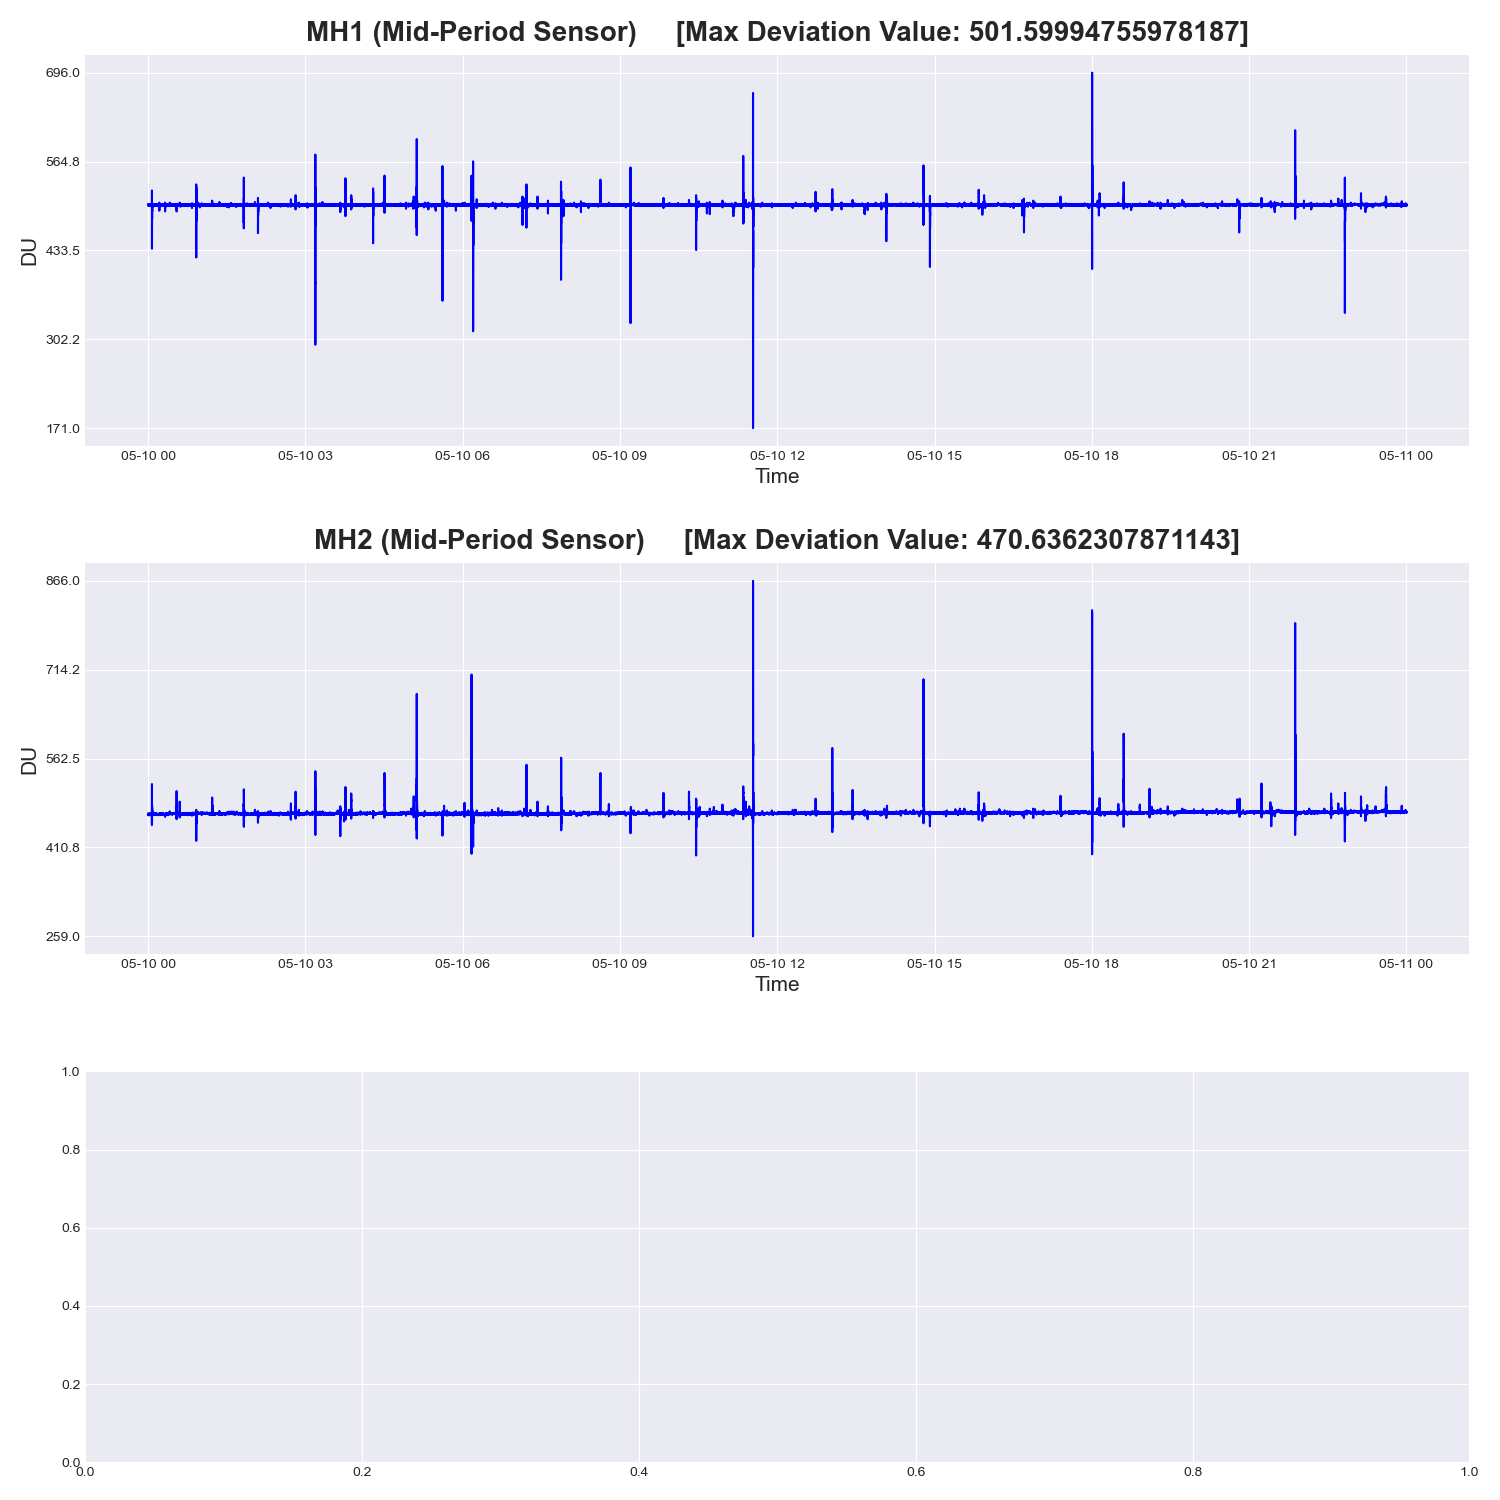 MH1 (Mid-Period Sensor) [Max Deviation Value: 501.59994755978187]
696.0
564.8
433.5
302.2
171.0
DU
05-10 00 05-10 03 05-10 06 05-10 09 05-10 12 05-10 15 05-10 18 05-10 21 05-11 00
Time
MH2 (Mid-Period Sensor) [Max Deviation Value: 470.6362307871143]
866.0
714.2
562.5
410.8
259.0
DU
05-10 00 05-10 03 05-10 06 05-10 09 05-10 12 05-10 15 05-10 18 05-10 21 05-11 00
Time
1.0
0.8
0.6
0.4
0.2
0.0
0.0 0.2 0.4 0.6 0.8 1.0